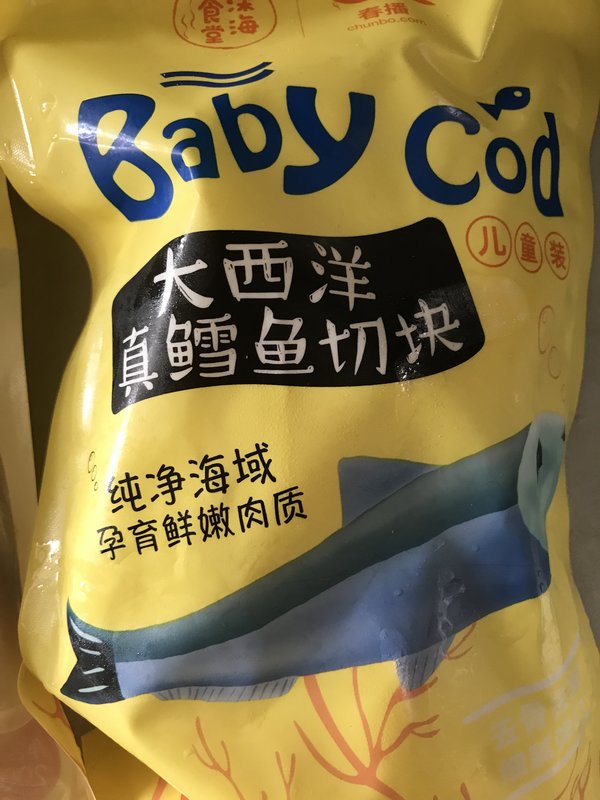 深海
食堂
春播
chunbo.com
Baby Cod
儿童装
大西洋
真鳕鱼切块
纯净海域
孕育鲜嫩肉质